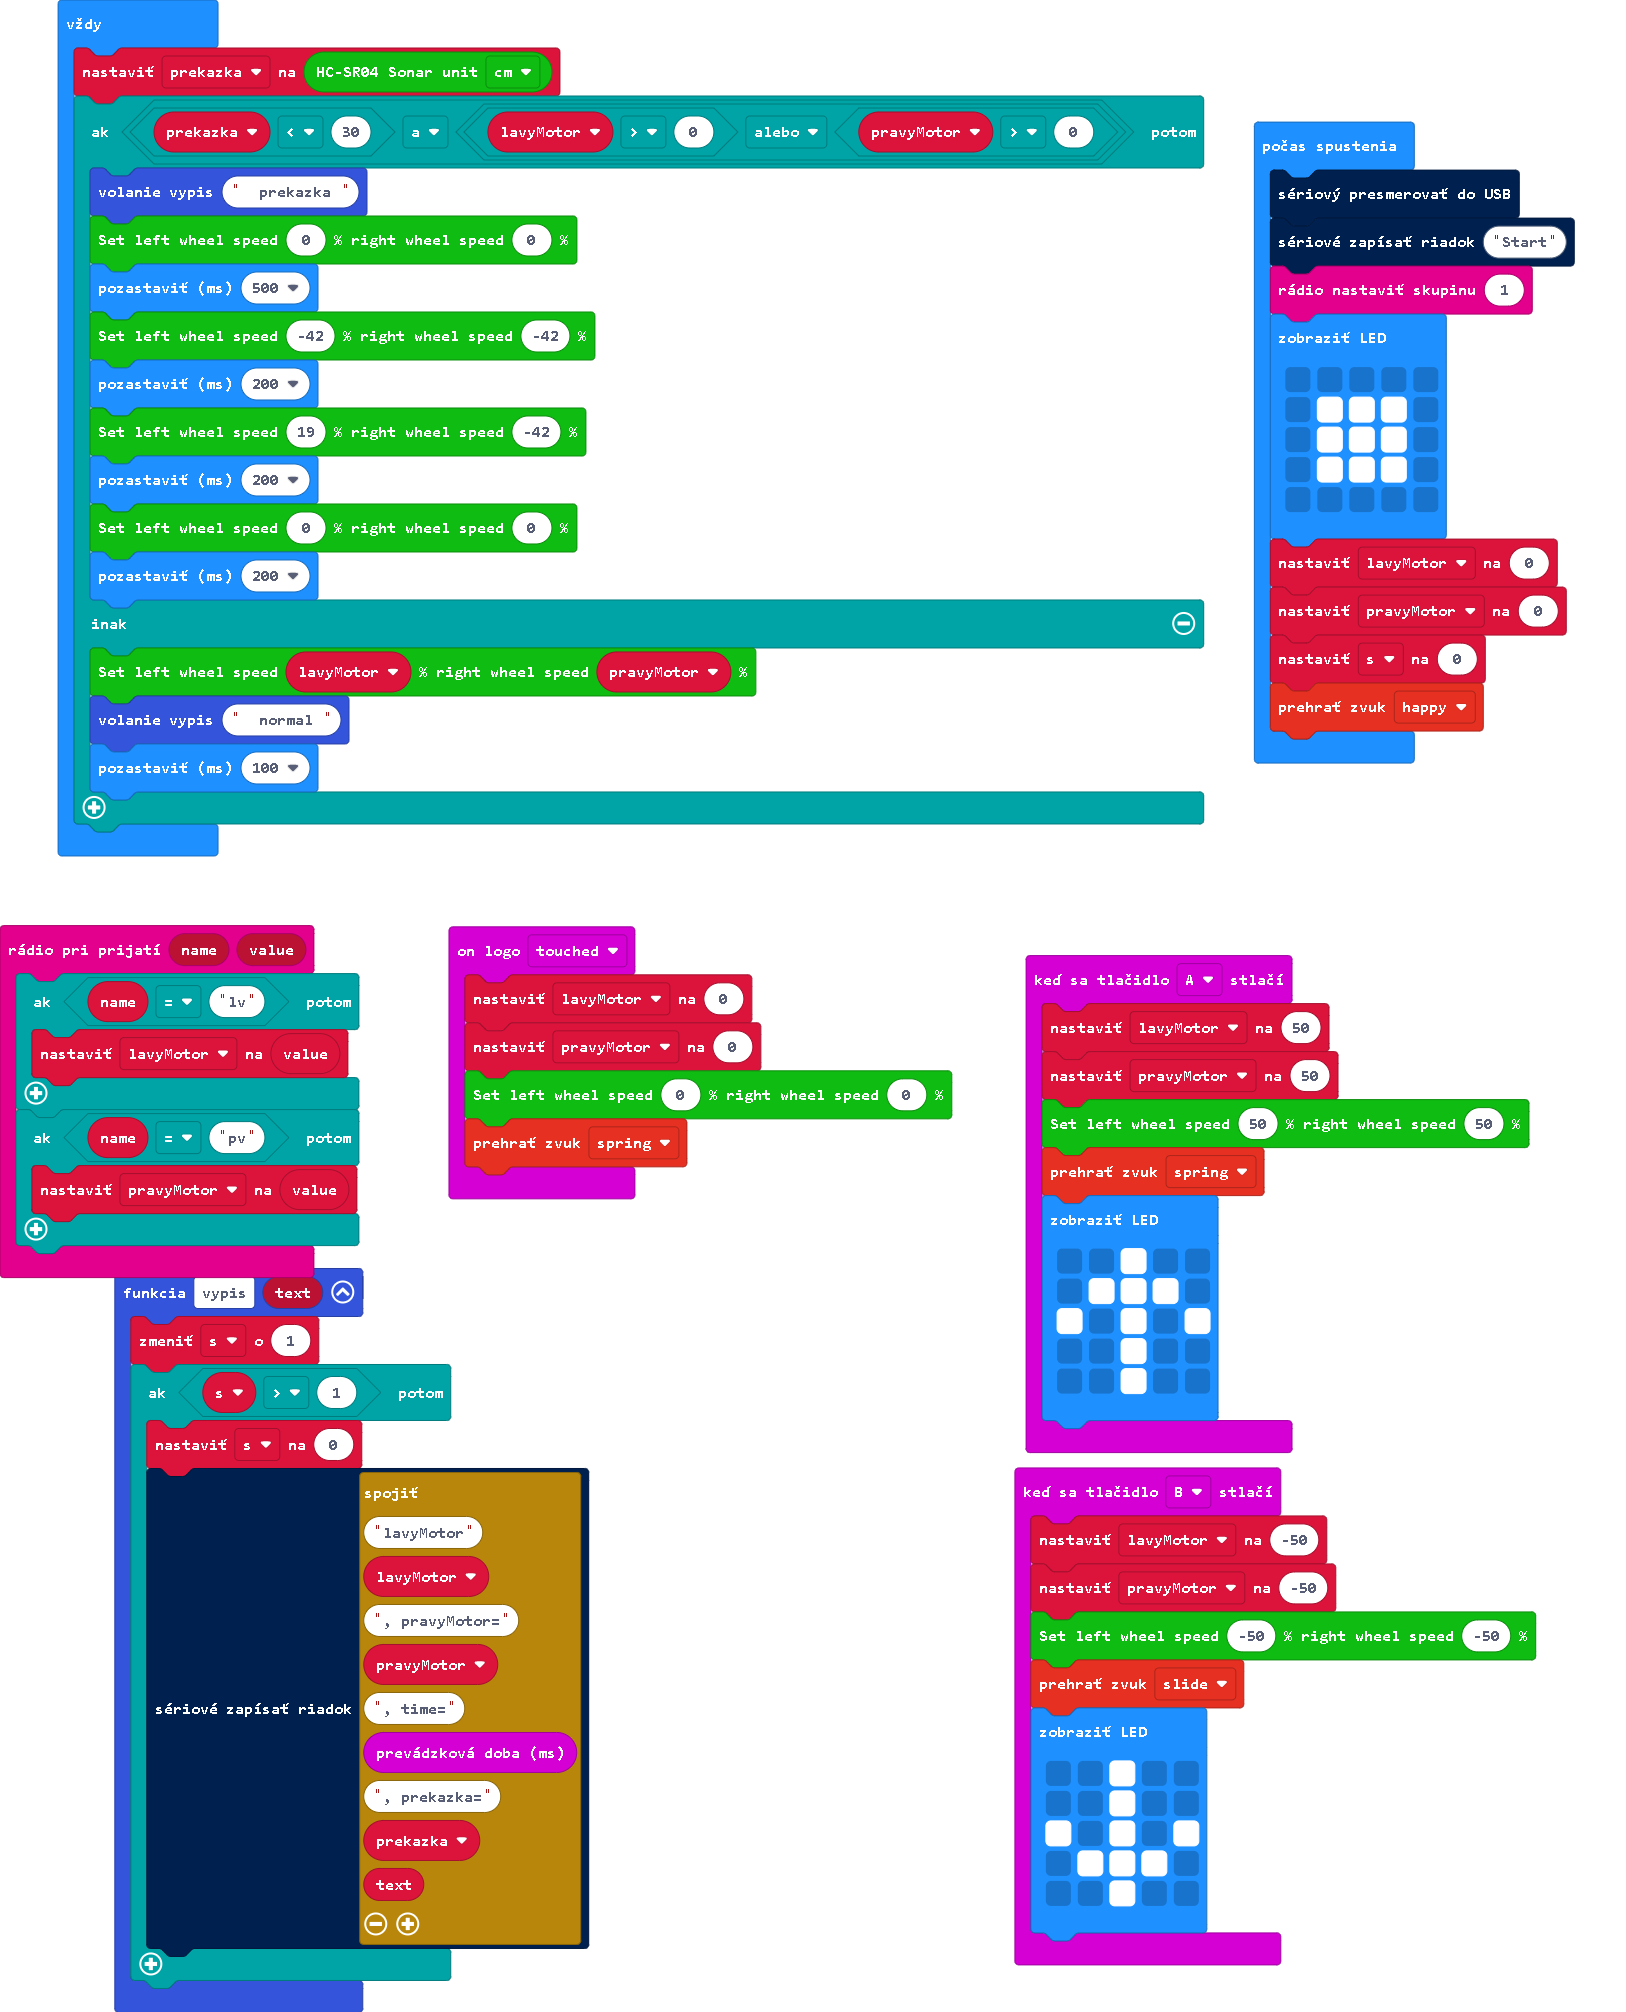 vždy
nastaviť prekazka na HC-SR04 Sonar unit cm
ak prekazka < 30 a lavyMotor > 0 alebo pravyMotor > 0 potom
volanie vypis "  prekazka "
Set left wheel speed 0 % right wheel speed 0 %
pozastaviť (ms) 500
Set left wheel speed -42 % right wheel speed -42 %
pozastaviť (ms) 200
Set left wheel speed 19 % right wheel speed -42 %
pozastaviť (ms) 200
Set left wheel speed 0 % right wheel speed 0 %
pozastaviť (ms) 200
inak
Set left wheel speed lavyMotor % right wheel speed pravyMotor %
volanie vypis "  normal "
pozastaviť (ms) 100
počas spustenia
sériový presmerovať do USB
sériové zapísať riadok "Start"
rádio nastaviť skupinu 1
zobraziť LED
nastaviť lavyMotor na 0
nastaviť pravyMotor na 0
nastaviť s na 0
prehrať zvuk happy
rádio pri prijatí name value
ak name = "lv" potom
nastaviť lavyMotor na value
ak name = "pv" potom
nastaviť pravyMotor na value
on logo touched
nastaviť lavyMotor na 0
nastaviť pravyMotor na 0
Set left wheel speed 0 % right wheel speed 0 %
prehrať zvuk spring
keď sa tlačidlo A stlačí
nastaviť lavyMotor na 50
nastaviť pravyMotor na 50
Set left wheel speed 50 % right wheel speed 50 %
prehrať zvuk spring
zobraziť LED
funkcia vypis text
zmeniť s o 1
ak s > 1 potom
nastaviť s na 0
sériové zapísať riadok
spojiť
"lavyMotor"
lavyMotor
", pravyMotor="
pravyMotor
", time="
prevádzková doba (ms)
", prekazka="
prekazka
text
keď sa tlačidlo B stlačí
nastaviť lavyMotor na -50
nastaviť pravyMotor na -50
Set left wheel speed -50 % right wheel speed -50 %
prehrať zvuk slide
zobraziť LED